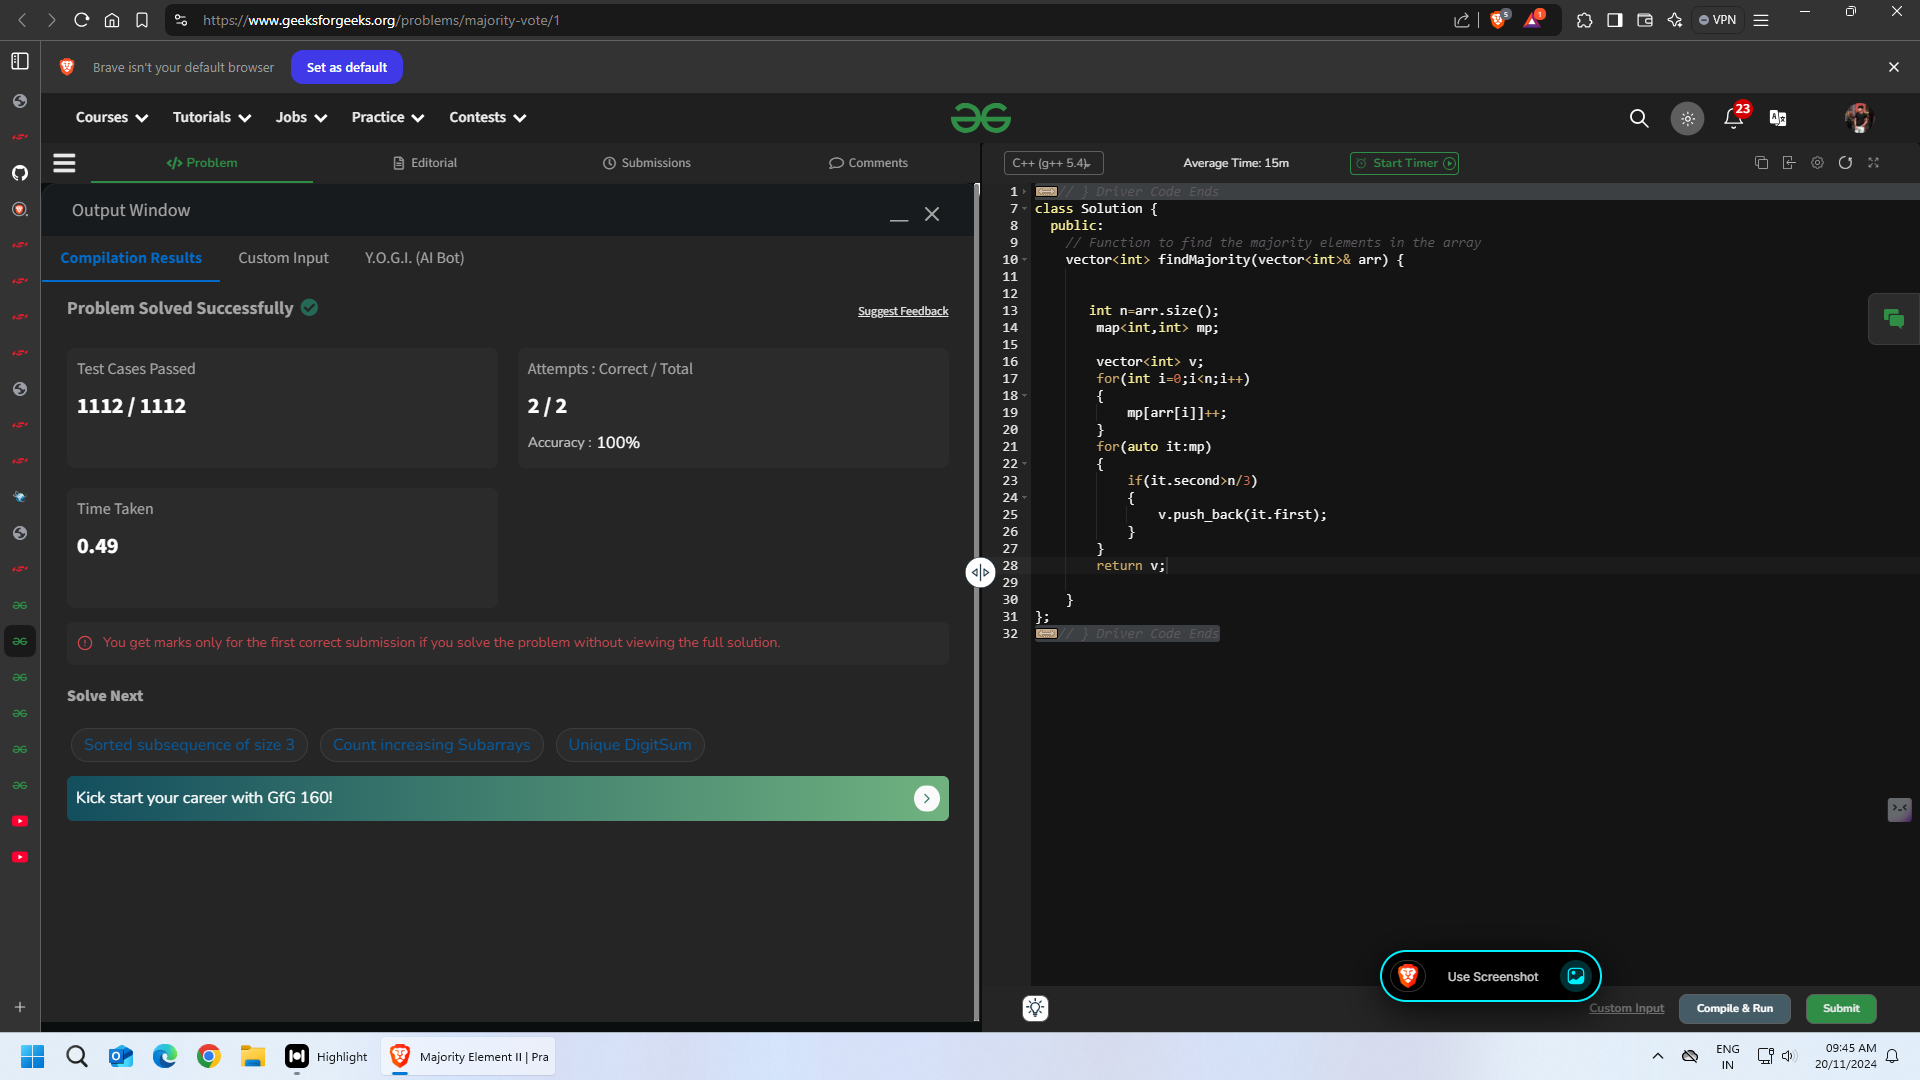 https://www.geeksforgeeks.org/problems/majority-vote/1
5
1
VPN
Brave isn't your default browser
Set as default
Courses
Tutorials
Jobs
Practice
Contests
23
</> Problem
Editorial
Submissions
Comments
C++ (g++ 5.4)
Average Time: 15m
Start Timer
Output Window
Compilation Results
Custom Input
Y.O.G.I. (AI Bot)
Problem Solved Successfully
Suggest Feedback
Test Cases Passed
1112 / 1112
Attempts : Correct / Total
2 / 2
Accuracy : 100%
Time Taken
0.49
You get marks only for the first correct submission if you solve the problem without viewing the full solution.
Solve Next
Sorted subsequence of size 3
Count increasing Subarrays
Unique DigitSum
Kick start your career with GfG 160!
1 // } Driver Code Ends
7 class Solution {
8 public:
9 // Function to find the majority elements in the array
10 vector<int> findMajority(vector<int>& arr) {
11
12
13 int n=arr.size();
14 map<int,int> mp;
15
16 vector<int> v;
17 for(int i=0;i<n;i++)
18 {
19 mp[arr[i]]++;
20 }
21 for(auto it:mp)
22 {
23 if(it.second>n/3)
24 {
25 v.push_back(it.first);
26 }
27 }
28 return v;
29
30 }
31 };
32 // } Driver Code Ends
Use Screenshot
Custom Input
Compile & Run
Submit
Highlight
Majority Element II | Pra
ENG
IN
09:45 AM
20/11/2024